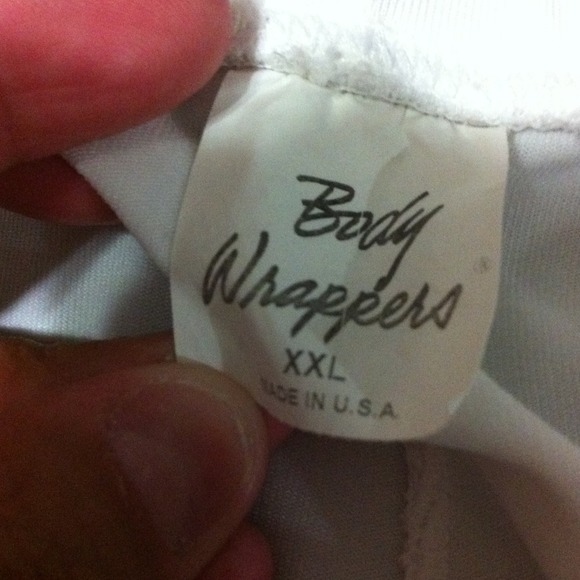 Body
Wrappers
®
XXL
MADE IN U.S.A.